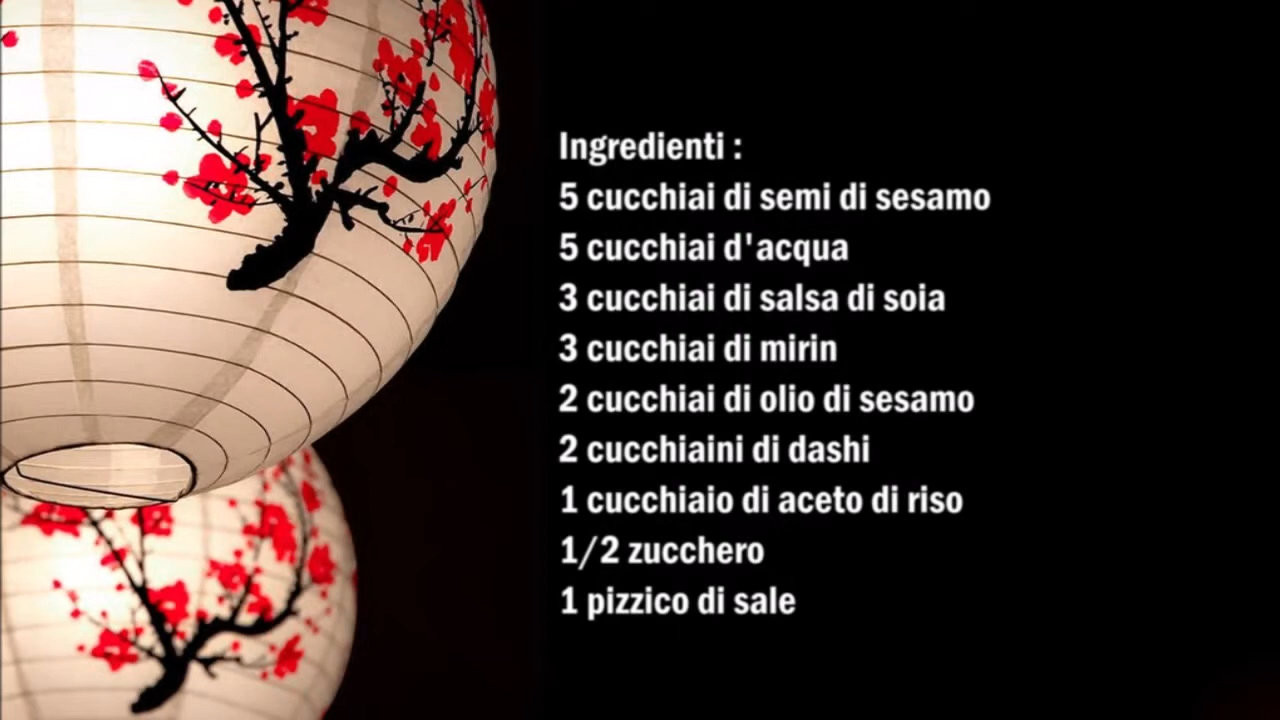 Ingredienti :
5 cucchiai di semi di sesamo
5 cucchiai d'acqua
3 cucchiai di salsa di soia
3 cucchiai di mirin
2 cucchiai di olio di sesamo
2 cucchiaini di dashi
1 cucchiaio di aceto di riso
1/2 zucchero
1 pizzico di sale